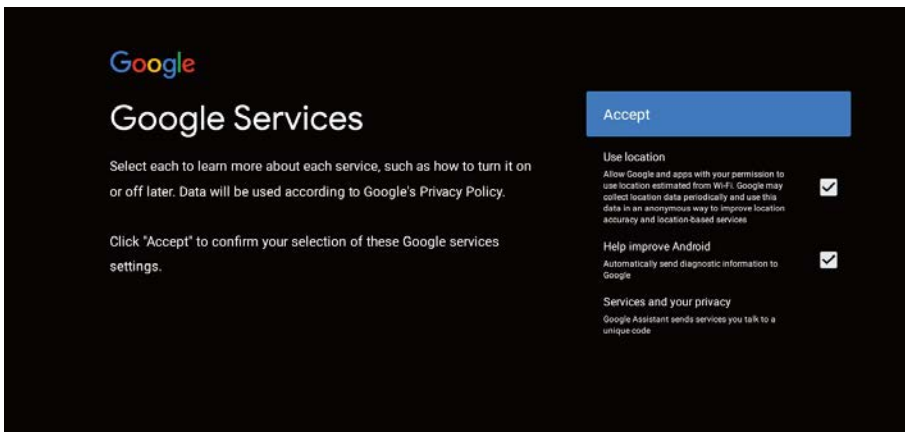 Google
Google Services
Select each to learn more about each service, such as how to turn it on
or off later. Data will be used according to Google's Privacy Policy.
Click "Accept" to confirm your selection of these Google services
settings.
Accept
Use location
Allow Google and apps with your permission to
use location estimated from Wi-Fi. Google may
collect location data periodically and use this
data in an anonymous way to improve location
accuracy and location-based services
Help improve Android
Automatically send diagnostic information to
Google
Services and your privacy
Google Assistant sends services you talk to a
unique code